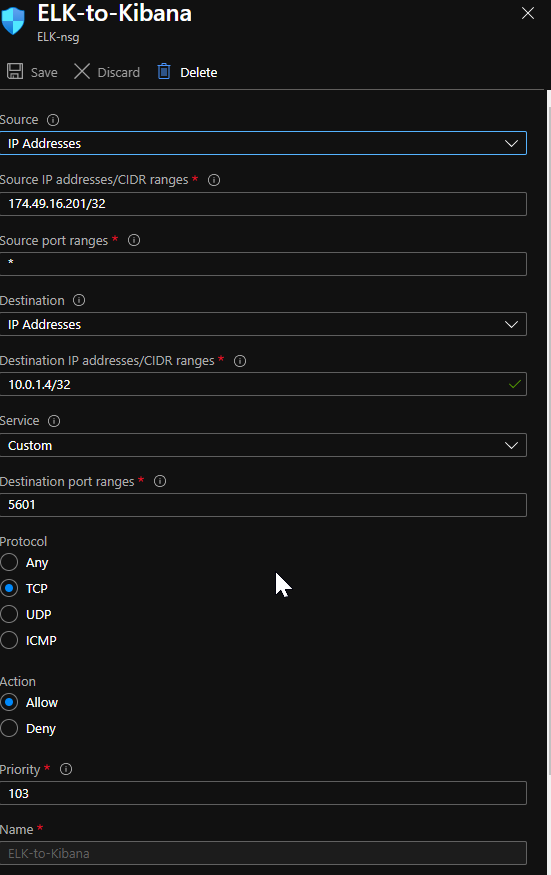 ELK-to-Kibana
ELK-nsg
Save Discard Delete
Source
IP Addresses
Source IP addresses/CIDR ranges *
174.49.16.201/32
Source port ranges *
*
Destination
IP Addresses
Destination IP addresses/CIDR ranges *
10.0.1.4/32
Service
Custom
Destination port ranges *
5601
Protocol
Any
TCP
UDP
ICMP
Action
Allow
Deny
Priority *
103
Name *
ELK-to-Kibana